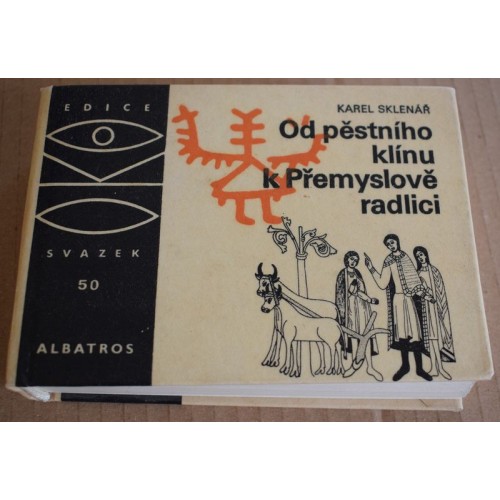 EDICE
SVAZEK
50
ALBATROS
KAREL SKLENÁŘ
Od pěstního
klínu
k Přemyslově
radlici